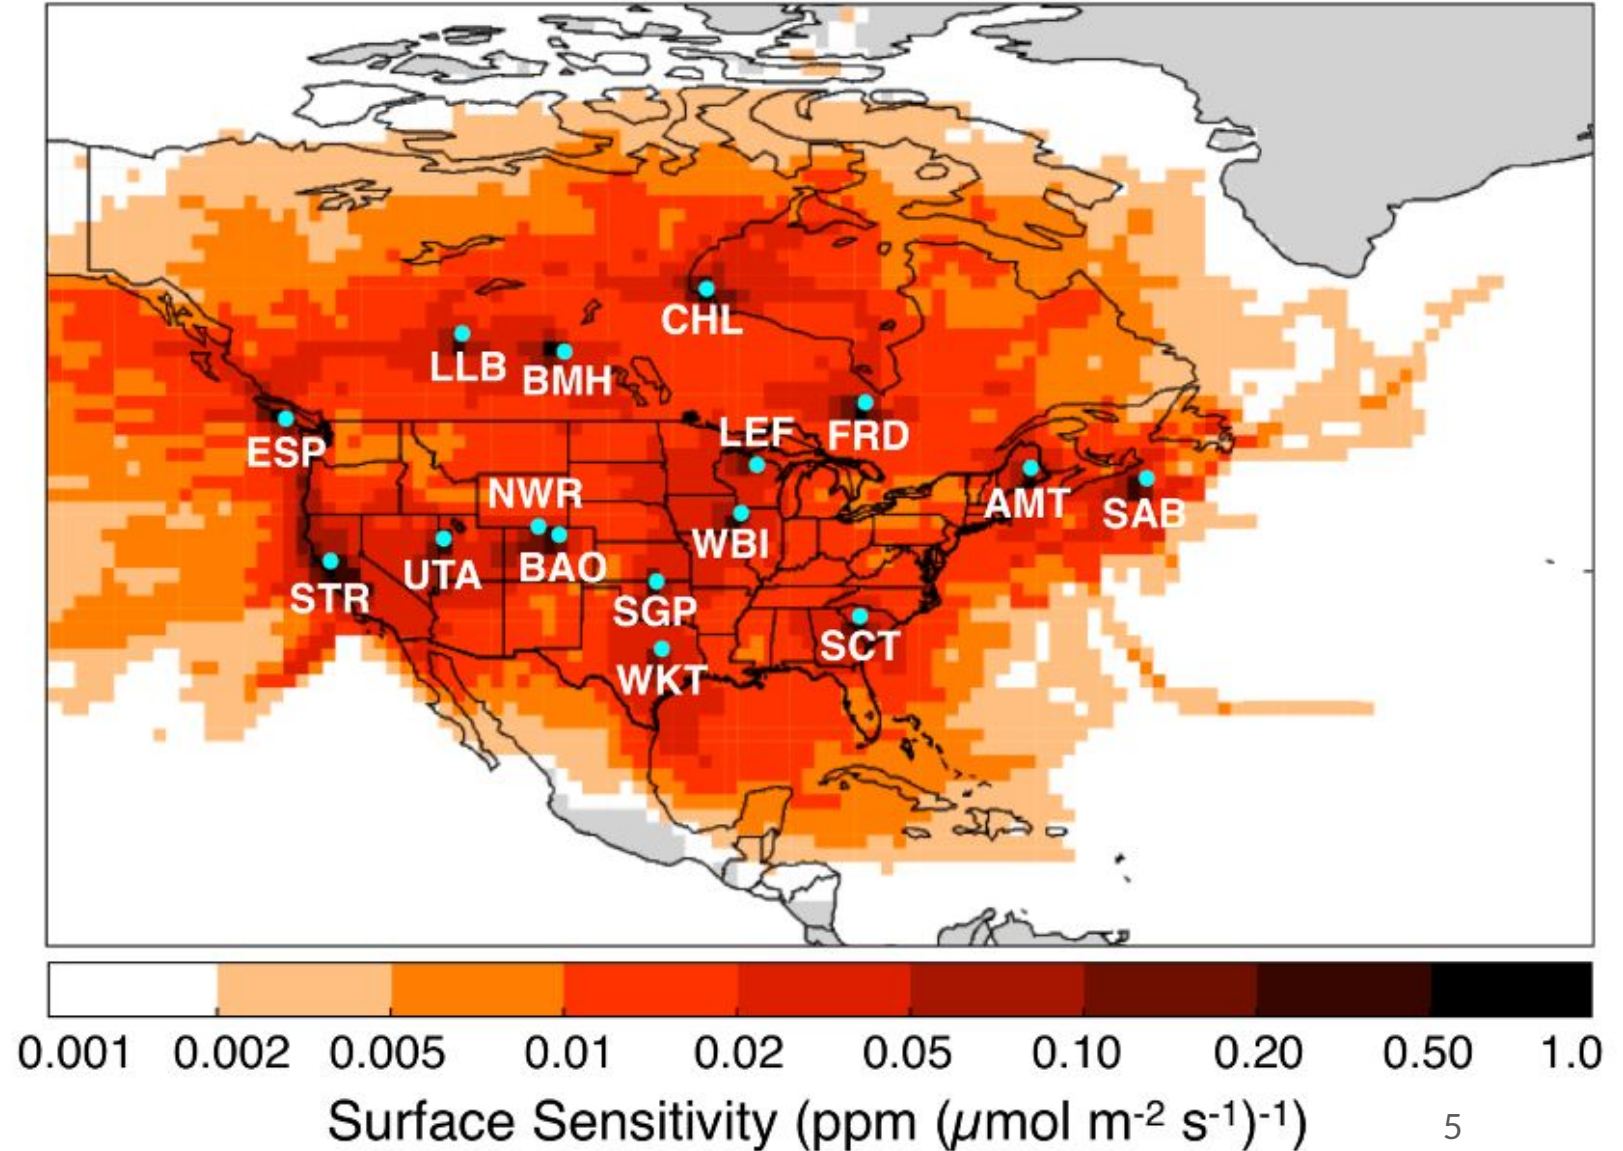 CHL
LLB
BMH
ESP
LEF
FRD
NWR
AMT
SAB
WBI
UTA
BAO
STR
SGP
SCT
WKT
0.001 0.002 0.005 0.01 0.02 0.05 0.10 0.20 0.50 1.0
Surface Sensitivity (ppm (µmol m-2 s-1)-1)
5